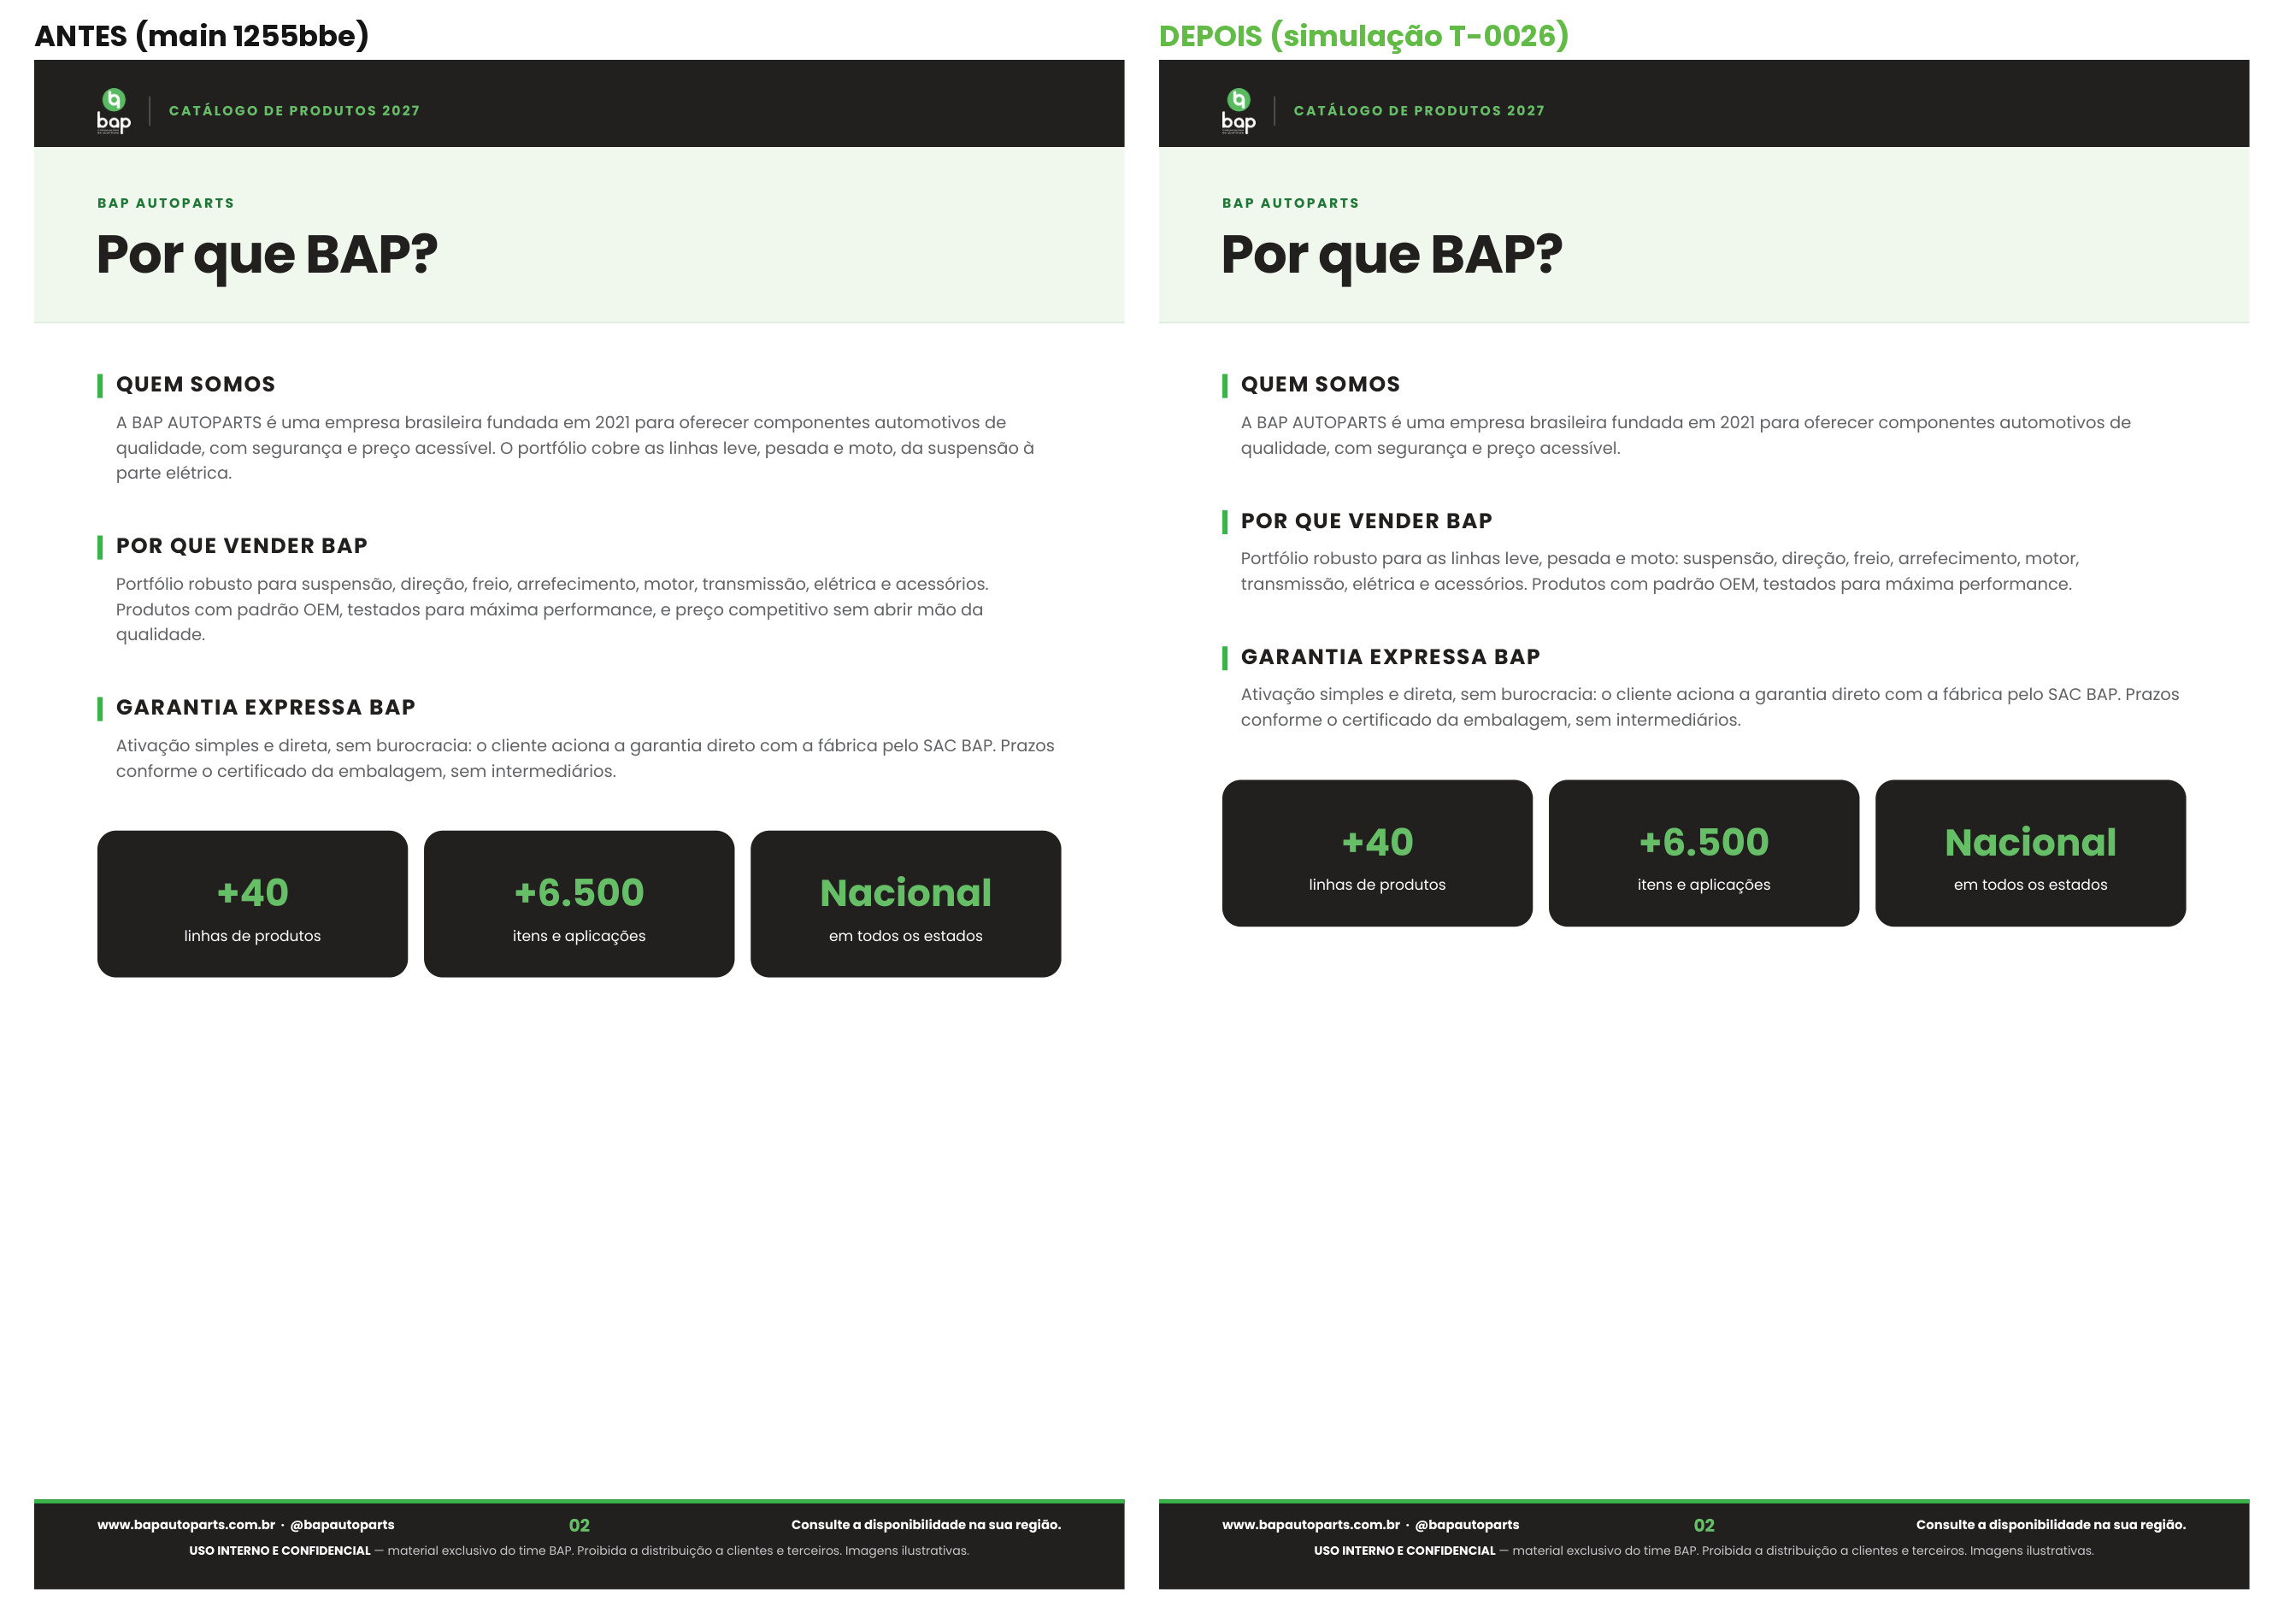 ANTES (main 1255bbe)
bap
CATÁLOGO DE PRODUTOS 2027
BAP AUTOPARTS
Por que BAP?
QUEM SOMOS
A BAP AUTOPARTS é uma empresa brasileira fundada em 2021 para oferecer componentes automotivos de
qualidade, com segurança e preço acessível. O portfólio cobre as linhas leve, pesada e moto, da suspensão à
parte elétrica.
POR QUE VENDER BAP
Portfólio robusto para suspensão, direção, freio, arrefecimento, motor, transmissão, elétrica e acessórios.
Produtos com padrão OEM, testados para máxima performance, e preço competitivo sem abrir mão da
qualidade.
GARANTIA EXPRESSA BAP
Ativação simples e direta, sem burocracia: o cliente aciona a garantia direto com a fábrica pelo SAC BAP. Prazos
conforme o certificado da embalagem, sem intermediários.
+40
linhas de produtos
+6.500
itens e aplicações
Nacional
em todos os estados
www.bapautoparts.com.br · @bapautoparts
02
Consulte a disponibilidade na sua região.
USO INTERNO E CONFIDENCIAL — material exclusivo do time BAP. Proibida a distribuição a clientes e terceiros. Imagens ilustrativas.
DEPOIS (simulação T-0026)
bap
CATÁLOGO DE PRODUTOS 2027
BAP AUTOPARTS
Por que BAP?
QUEM SOMOS
A BAP AUTOPARTS é uma empresa brasileira fundada em 2021 para oferecer componentes automotivos de
qualidade, com segurança e preço acessível.
POR QUE VENDER BAP
Portfólio robusto para as linhas leve, pesada e moto: suspensão, direção, freio, arrefecimento, motor,
transmissão, elétrica e acessórios. Produtos com padrão OEM, testados para máxima performance.
GARANTIA EXPRESSA BAP
Ativação simples e direta, sem burocracia: o cliente aciona a garantia direto com a fábrica pelo SAC BAP. Prazos
conforme o certificado da embalagem, sem intermediários.
+40
linhas de produtos
+6.500
itens e aplicações
Nacional
em todos os estados
www.bapautoparts.com.br · @bapautoparts
02
Consulte a disponibilidade na sua região.
USO INTERNO E CONFIDENCIAL — material exclusivo do time BAP. Proibida a distribuição a clientes e terceiros. Imagens ilustrativas.